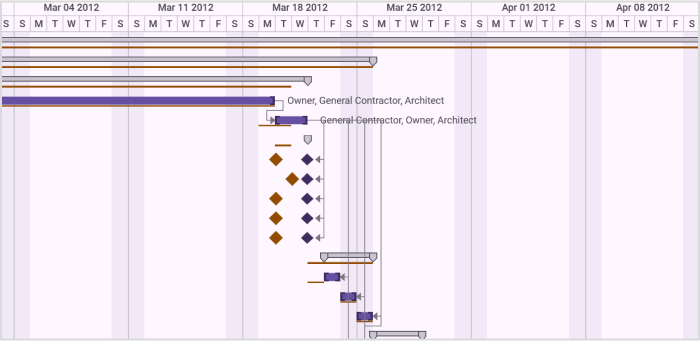 Mar 04 2012 Mar 11 2012 Mar 18 2012 Mar 25 2012 Apr 01 2012 Apr 08 2012
S S M T W T F S S M T W T F S S M T W T F S S M T W T F S S M T W T F S S M T W T F S
Owner, General Contractor, Architect
General Contractor, Owner, Architect